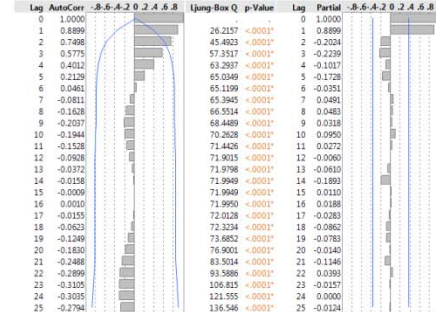 Lag AutoCorr -.8-.6-.4-.2 0 .2 .4 .6 .8 Ljung-Box Q p-Value Lag Partial -.8-.6-.4-.2 0 .2 .4 .6 .8
0 1.0000 . . 0 1.0000
1 0.8899 26.2157 <.0001* 1 0.8899
2 0.7498 45.4923 <.0001* 2 -0.2024
3 0.5775 57.3517 <.0001* 3 -0.2239
4 0.4012 63.2937 <.0001* 4 -0.1017
5 0.2129 65.0349 <.0001* 5 -0.1728
6 0.0461 65.1199 <.0001* 6 -0.0351
7 -0.0811 65.3945 <.0001* 7 0.0491
8 -0.1628 66.5514 <.0001* 8 0.0483
9 -0.2037 68.4489 <.0001* 9 0.0318
10 -0.1944 70.2628 <.0001* 10 0.0950
11 -0.1528 71.4426 <.0001* 11 0.0272
12 -0.0928 71.9015 <.0001* 12 -0.0060
13 -0.0372 71.9798 <.0001* 13 -0.0610
14 -0.0158 71.9949 <.0001* 14 -0.1893
15 -0.0009 71.9949 <.0001* 15 0.0110
16 0.0010 71.9950 <.0001* 16 0.0188
17 -0.0155 72.0128 <.0001* 17 -0.0283
18 -0.0623 72.3234 <.0001* 18 -0.0862
19 -0.1249 73.6852 <.0001* 19 -0.0783
20 -0.1830 76.9001 <.0001* 20 -0.0140
21 -0.2488 83.5014 <.0001* 21 -0.1146
22 -0.2899 93.5886 <.0001* 22 0.0393
23 -0.3105 106.815 <.0001* 23 -0.0157
24 -0.3035 121.555 <.0001* 24 0.0000
25 -0.2794 136.546 <.0001* 25 -0.0124